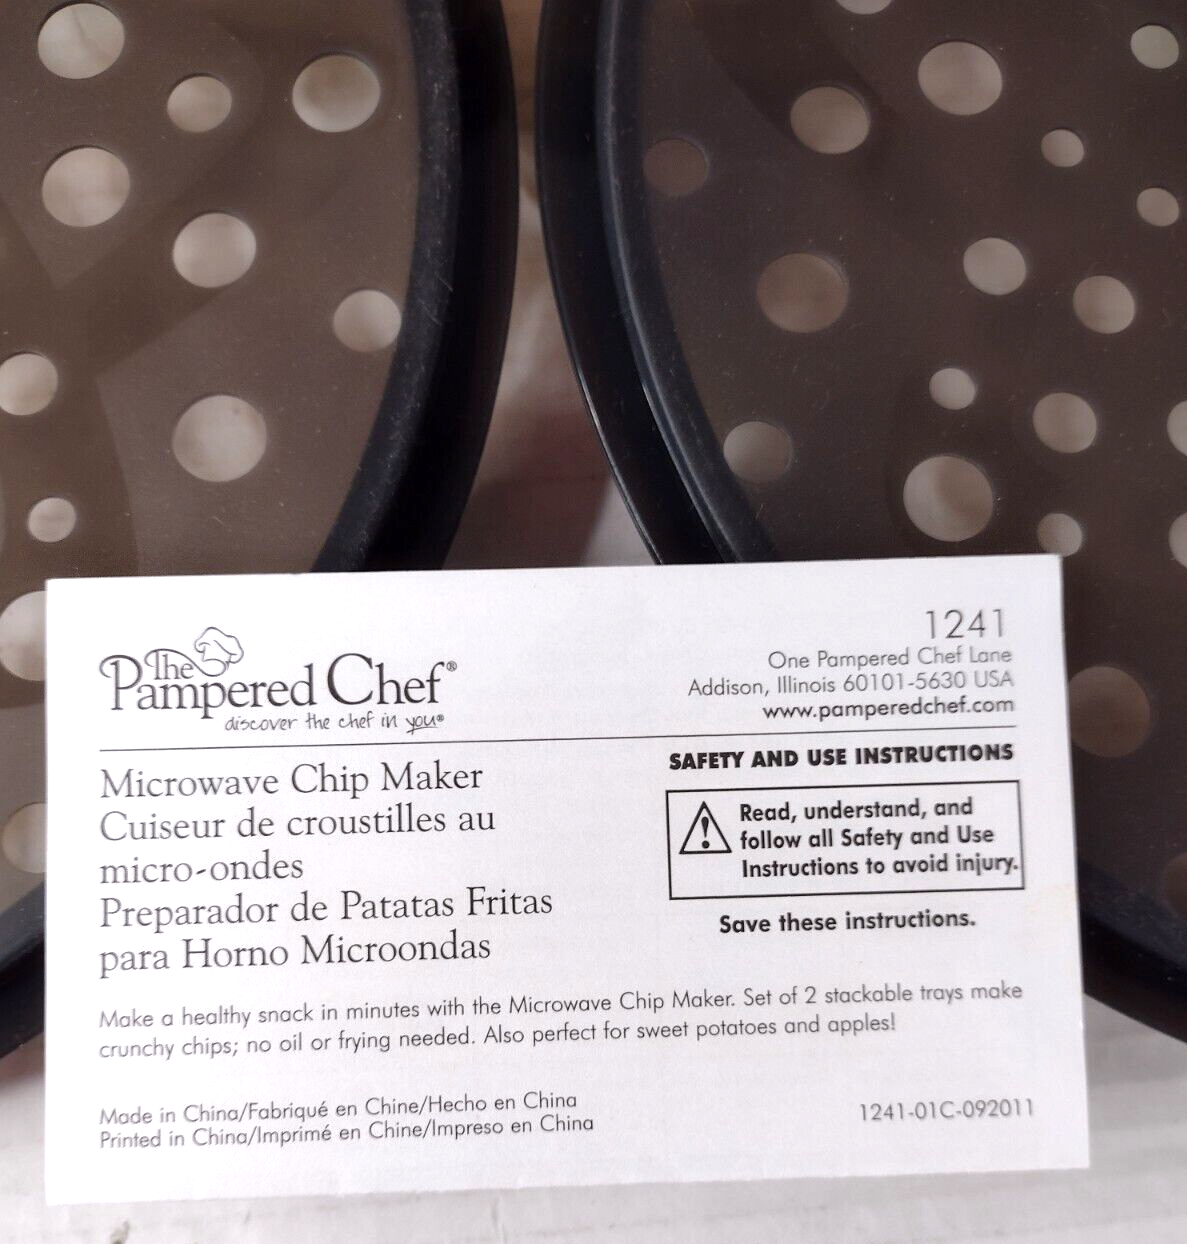 The
Pampered Chef®
discover the chef in you®
1241
One Pampered Chef Lane
Addison, Illinois 60101-5630 USA
www.pamperedchef.com
Microwave Chip Maker
Cuiseur de croustilles au
micro-ondes
Preparador de Patatas Fritas
para Horno Microondas
SAFETY AND USE INSTRUCTIONS
Read, understand, and
follow all Safety and Use
Instructions to avoid injury.
Save these instructions.
Make a healthy snack in minutes with the Microwave Chip Maker. Set of 2 stackable trays make
crunchy chips; no oil or frying needed. Also perfect for sweet potatoes and apples!
Made in China/Fabriqué en Chine/Hecho en China
Printed in China/Imprimé en Chine/Impreso en China
1241-01C-092011